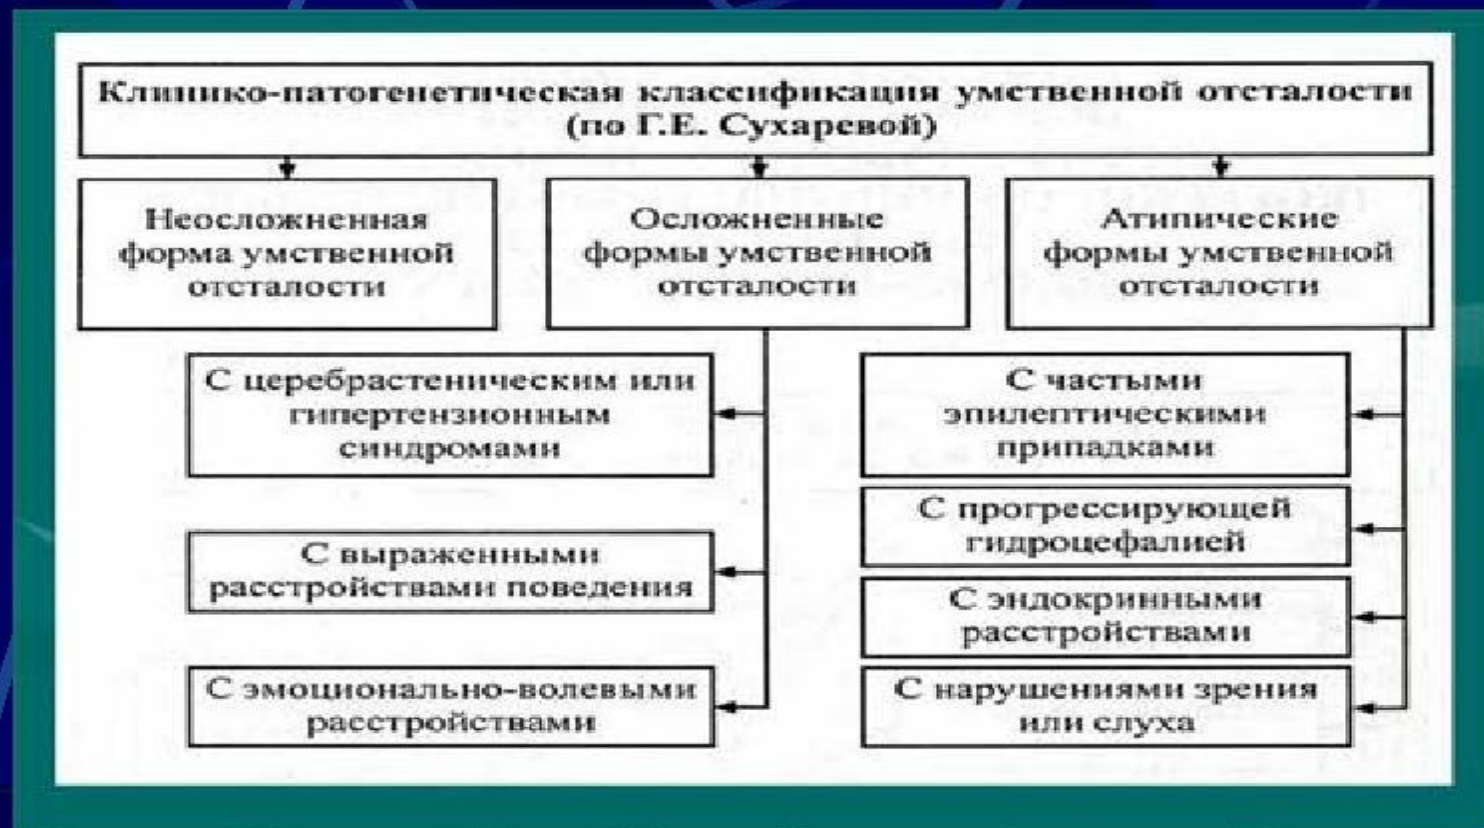 Клинико-патогенетическая классификация умственной отсталости
(по Г.Е. Сухаревой)
Неосложненная
форма умственной
отсталости
Осложненные
формы умственной
отсталости
Атипические
формы умственной
отсталости
С церебрастеническим или
гипертензионным
синдромами
С выраженными
расстройствами поведения
С эмоционально-волевыми
расстройствами
С частыми
эпилептическими
припадками
С прогрессирующей
гидроцефалией
С эндокринными
расстройствами
С нарушениями зрения
или слуха